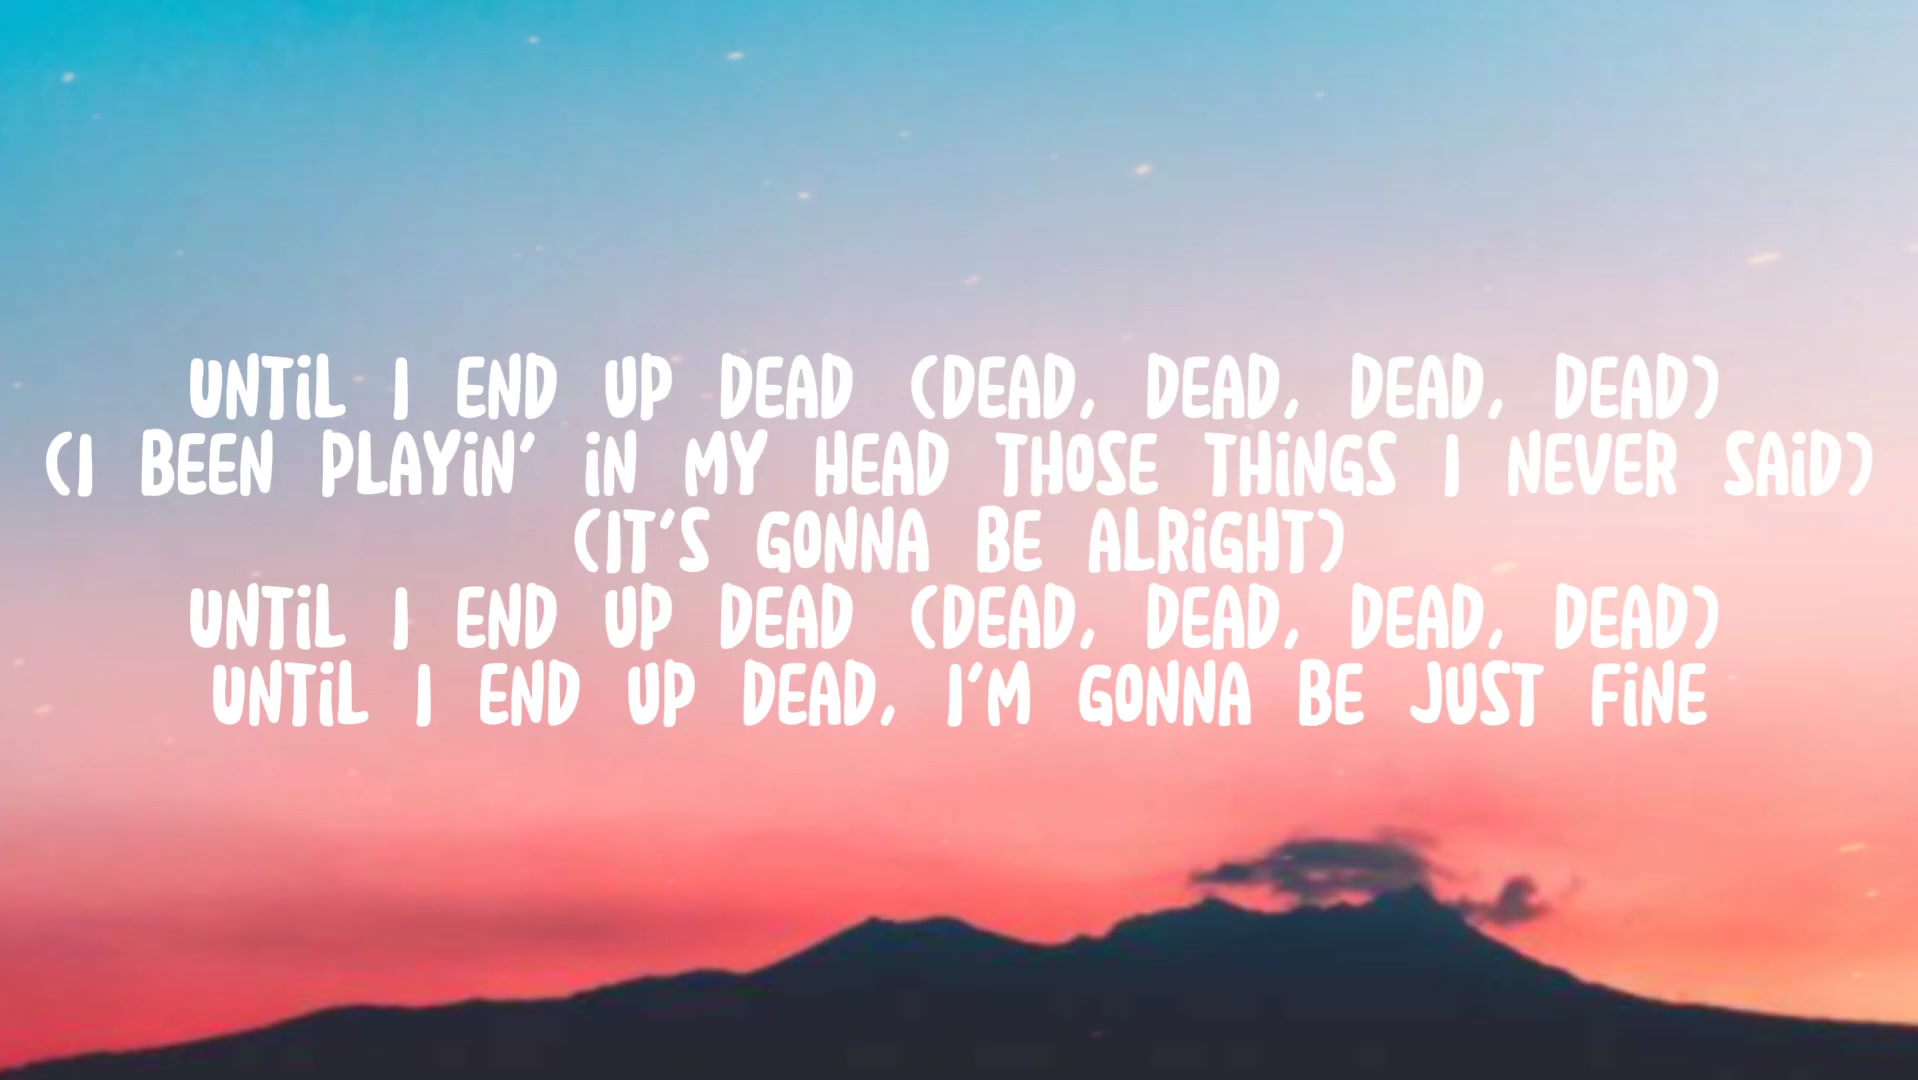 UNTiL I END UP DEAD (DEAD, DEAD, DEAD, DEAD)
(I BEEN PLAYiN' iN MY HEAD THOSE THiNGS I NEVER SAiD)
(IT'S GONNA BE ALRiGHT)
UNTiL I END UP DEAD (DEAD, DEAD, DEAD, DEAD)
UNTiL I END UP DEAD, I'M GONNA BE JUST FiNE